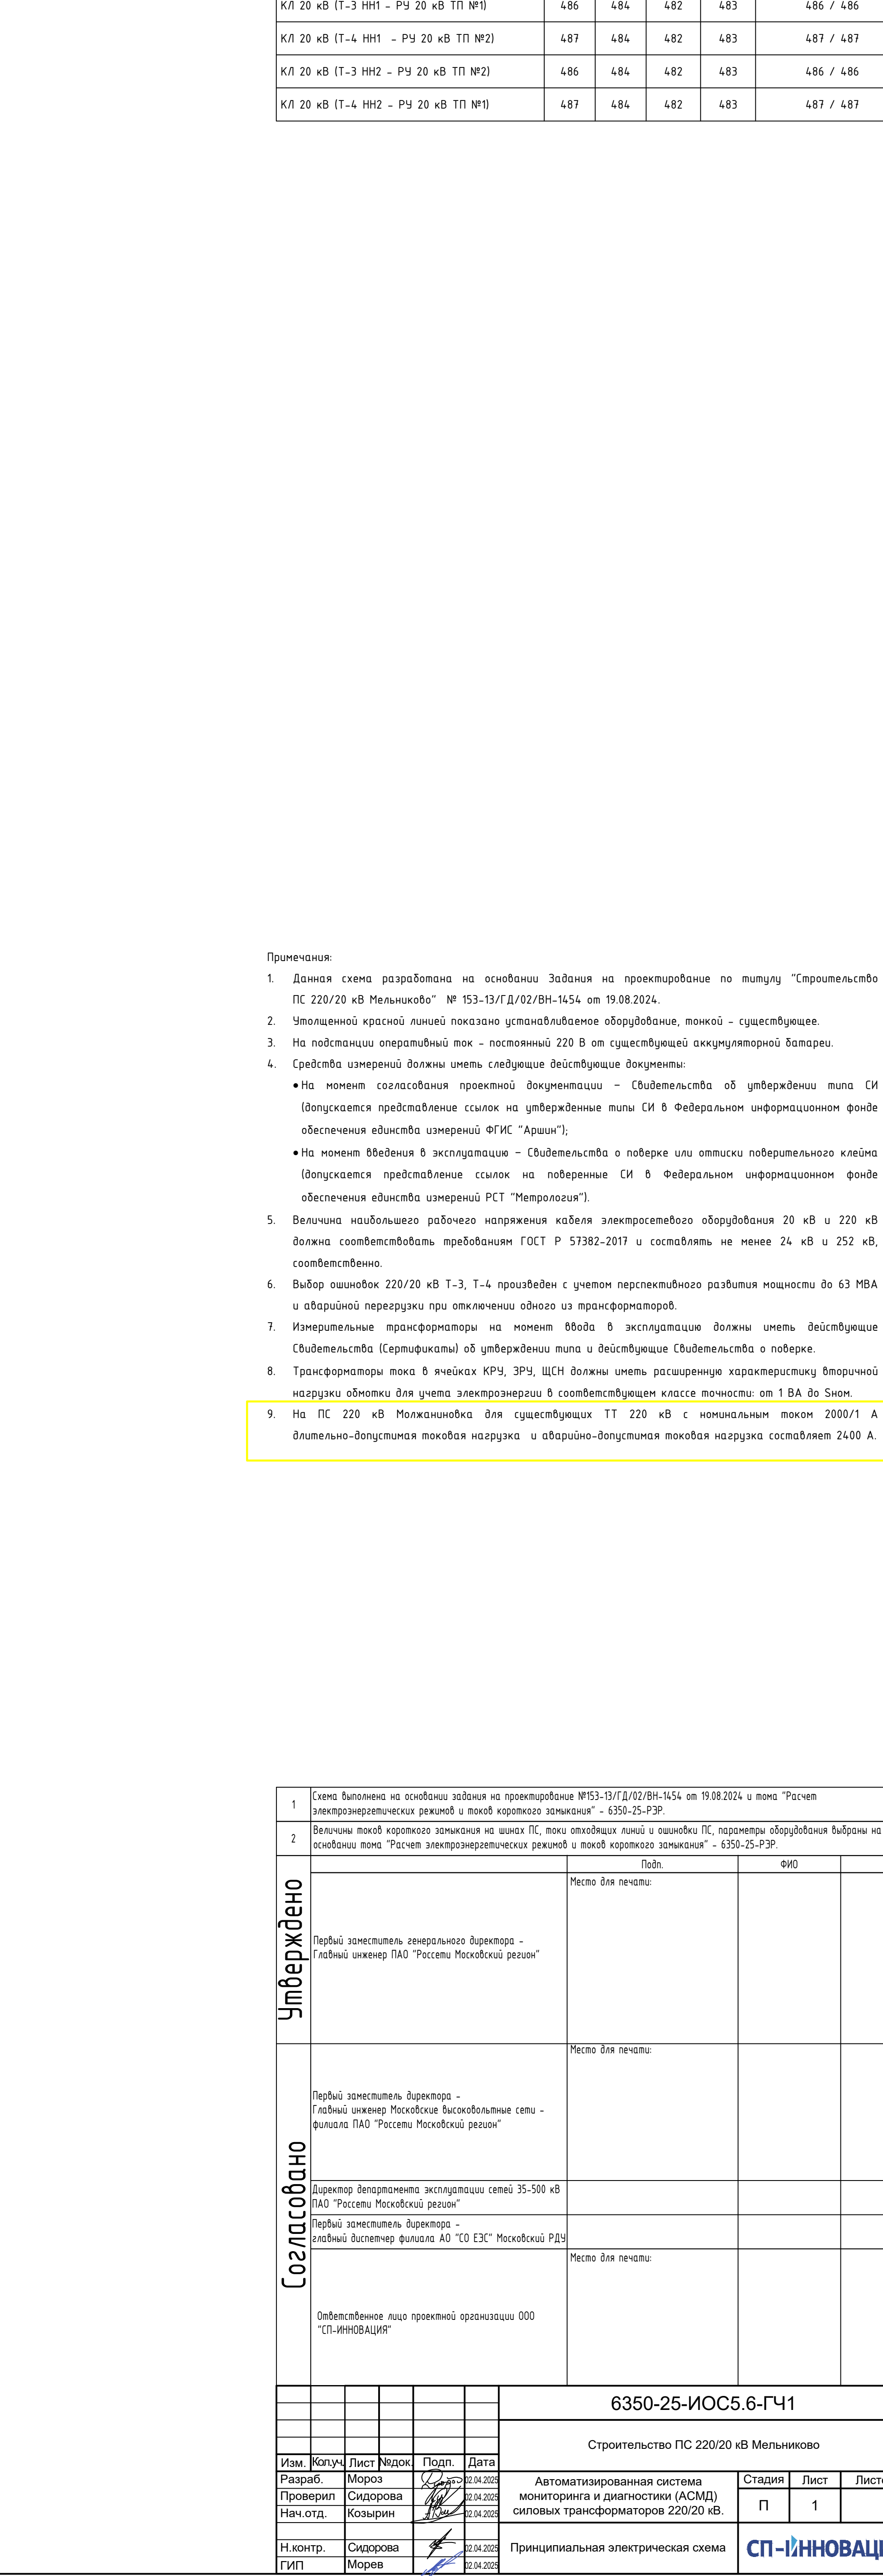 КЛ 20 кВ (Т-3 НН1 - РУ 20 кВ ТП №1) 486 484 482 483 486 / 486
КЛ 20 кВ (Т-4 НН1 - РУ 20 кВ ТП №2) 487 484 482 483 487 / 487
КЛ 20 кВ (Т-3 НН2 - РУ 20 кВ ТП №2) 486 484 482 483 486 / 486
КЛ 20 кВ (Т-4 НН2 - РУ 20 кВ ТП №1) 487 484 482 483 487 / 487
Примечания:
1. Данная схема разработана на основании Задания на проектирование по титулу "Строительство
ПС 220/20 кВ Мельниково" № 153-13/ГД/02/ВН-1454 от 19.08.2024.
2. Утолщенной красной линией показано устанавливаемое оборудование, тонкой - существующее.
3. На подстанции оперативный ток - постоянный 220 В от существующей аккумуляторной батареи.
4. Средства измерений должны иметь следующие действующие документы:
• На момент согласования проектной документации – Свидетельства об утверждении типа СИ
(допускается представление ссылок на утвержденные типы СИ в Федеральном информационном фонде
обеспечения единства измерений ФГИС "Аршин");
• На момент введения в эксплуатацию – Свидетельства о поверке или оттиски поверительного клейма
(допускается представление ссылок на поверенные СИ в Федеральном информационном фонде
обеспечения единства измерений РСТ "Метрология").
5. Величина наибольшего рабочего напряжения кабеля электросетевого оборудования 20 кВ и 220 кВ
должна соответствовать требованиям ГОСТ Р 57382-2017 и составлять не менее 24 кВ и 252 кВ,
соответственно.
6. Выбор ошиновок 220/20 кВ Т-3, Т-4 произведен с учетом перспективного развития мощности до 63 МВА
и аварийной перегрузки при отключении одного из трансформаторов.
7. Измерительные трансформаторы на момент ввода в эксплуатацию должны иметь действующие
Свидетельства (Сертификаты) об утверждении типа и действующие Свидетельства о поверке.
8. Трансформаторы тока в ячейках КРУ, ЗРУ, ЩСН должны иметь расширенную характеристику вторичной
нагрузки обмотки для учета электроэнергии в соответствующем классе точности: от 1 ВА до Sном.
9. На ПС 220 кВ Молжаниновка для существующих ТТ 220 кВ с номинальным током 2000/1 А
длительно-допустимая токовая нагрузка и аварийно-допустимая токовая нагрузка составляет 2400 А.
1 Схема выполнена на основании задания на проектирование №153-13/ГД/02/ВН-1454 от 19.08.2024 и тома "Расчет
электроэнергетических режимов и токов короткого замыкания" - 6350-25-РЭР.
2 Величины токов короткого замыкания на шинах ПС, токи отходящих линий и ошиновки ПС, параметры оборудования выбраны на
основании тома "Расчет электроэнергетических режимов и токов короткого замыкания" - 6350-25-РЭР.
Подп. ФИО
Утверждено
Место для печати:
Первый заместитель генерального директора -
Главный инженер ПАО "Россети Московский регион"
Согласовано
Место для печати:
Первый заместитель директора -
Главный инженер Московские высоковольтные сети -
филиала ПАО "Россети Московский регион"
Директор департамента эксплуатации сетей 35-500 кВ
ПАО "Россети Московский регион"
Первый заместитель директора -
главный диспетчер филиала АО "СО ЕЭС" Московский РДУ
Место для печати:
Ответственное лицо проектной организации ООО
"СП-ИННОВАЦИЯ"
6350-25-ИОС5.6-ГЧ1
Строительство ПС 220/20 кВ Мельниково
Изм. Кол.уч. Лист №док. Подп. Дата
Разраб. Мороз 02.04.2025
Проверил Сидорова 02.04.2025
Нач.отд. Козырин 02.04.2025
Н.контр. Сидорова 02.04.2025
ГИП Морев 02.04.2025
Автоматизированная система
мониторинга и диагностики (АСМД)
силовых трансформаторов 220/20 кВ.
Стадия Лист Лист
П 1
Принципиальная электрическая схема
СП-ИННОВАЦИ